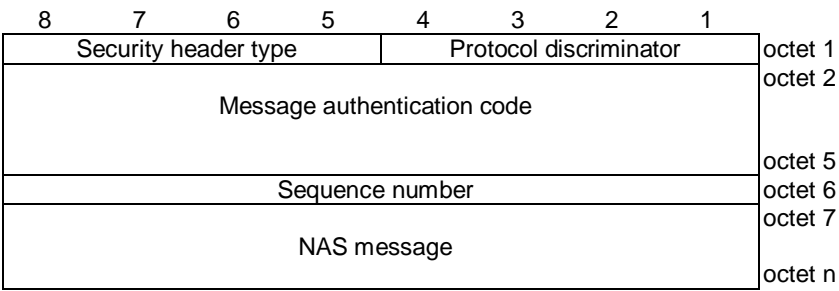 8 7 6 5 4 3 2 1
Security header type Protocol discriminator octet 1
octet 2
Message authentication code
octet 5
Sequence number octet 6
octet 7
NAS message
octet n